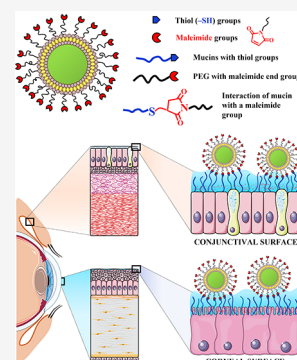 Thiol (–SH) groups
Maleimide groups
Mucins with thiol groups
PEG with maleimide end group
Interaction of mucin
with a maleimide
group
CONJUNCTIVAL SURFACE